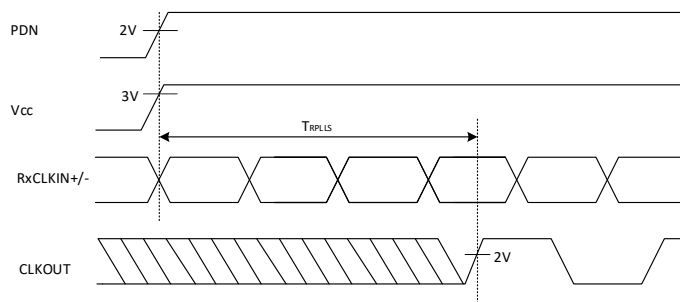 PDN
2V
Vcc
3V
TRPLLS
RxCLKIN+/-
CLKOUT
2V